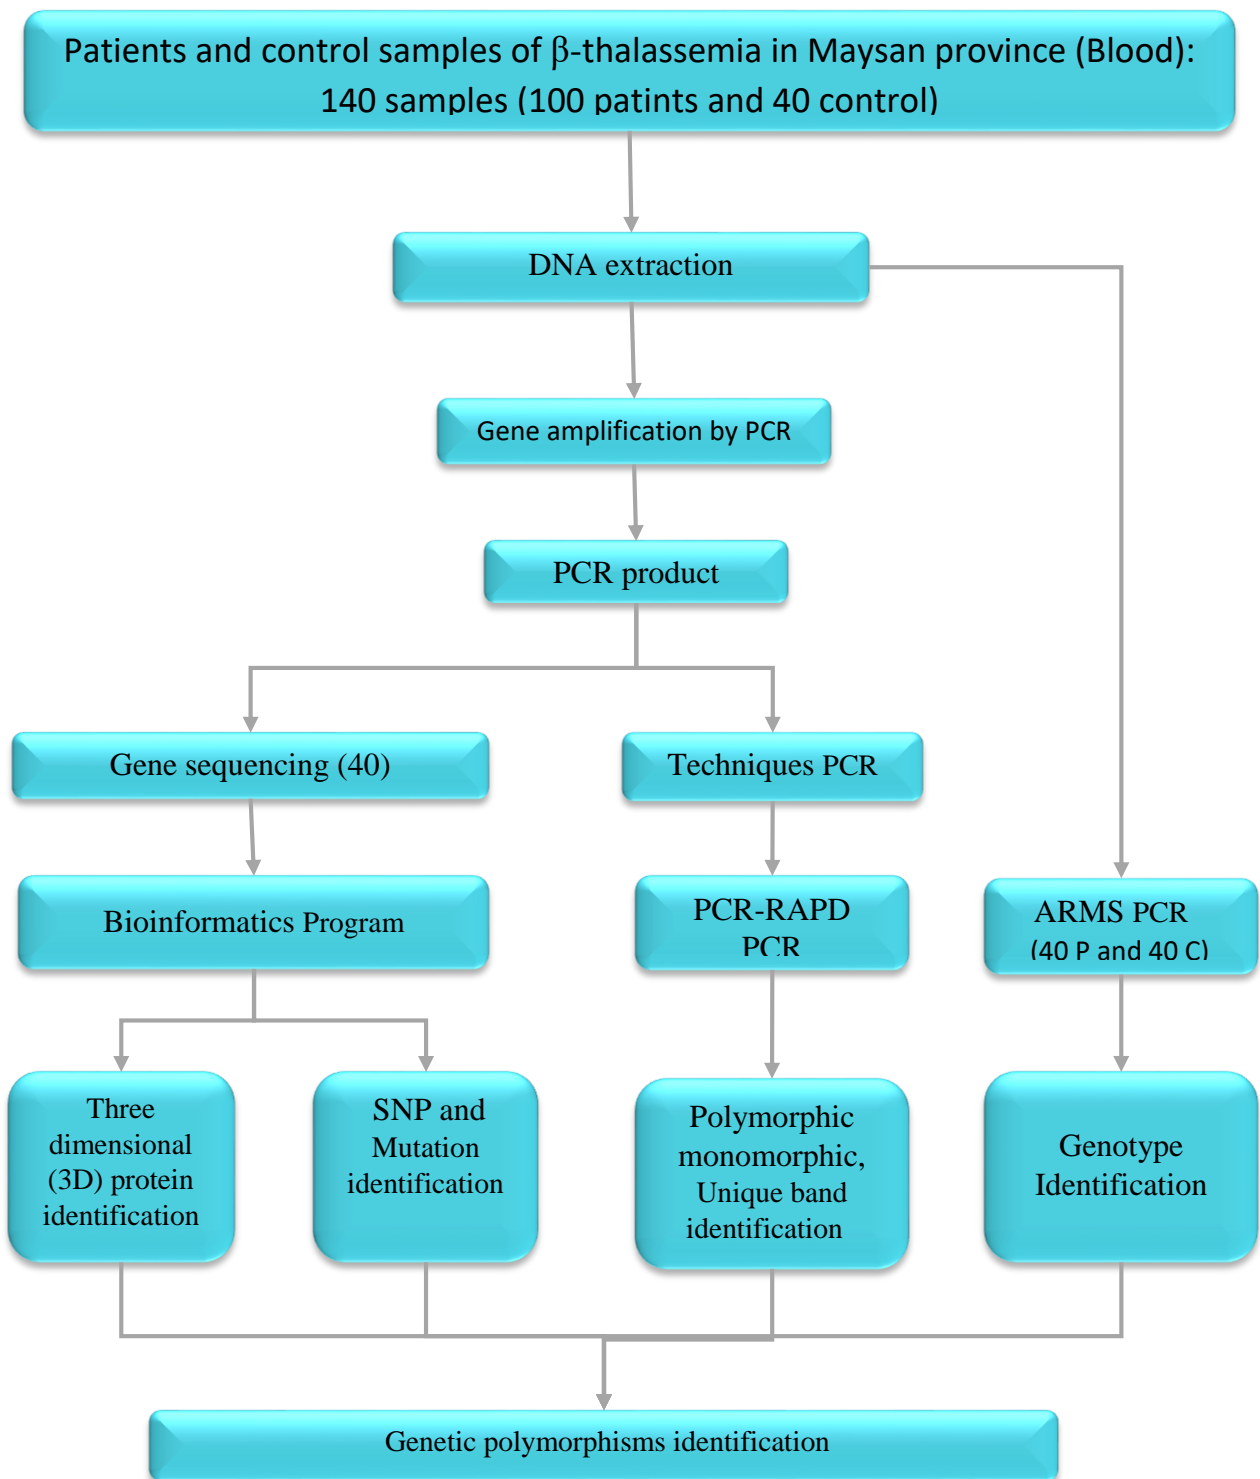 Patients and control samples of β-thalassemia in Maysan province (Blood):
140 samples (100 patints and 40 control)
DNA extraction
Gene amplification by PCR
PCR product
Gene sequencing (40)
Techniques PCR
Bioinformatics Program
PCR-RAPD
PCR
ARMS PCR
(40 P and 40 C)
Three
dimensional
(3D) protein
identification
SNP and
Mutation
identification
Polymorphic
monomorphic,
Unique band
identification
Genotype
Identification
Genetic polymorphisms identification